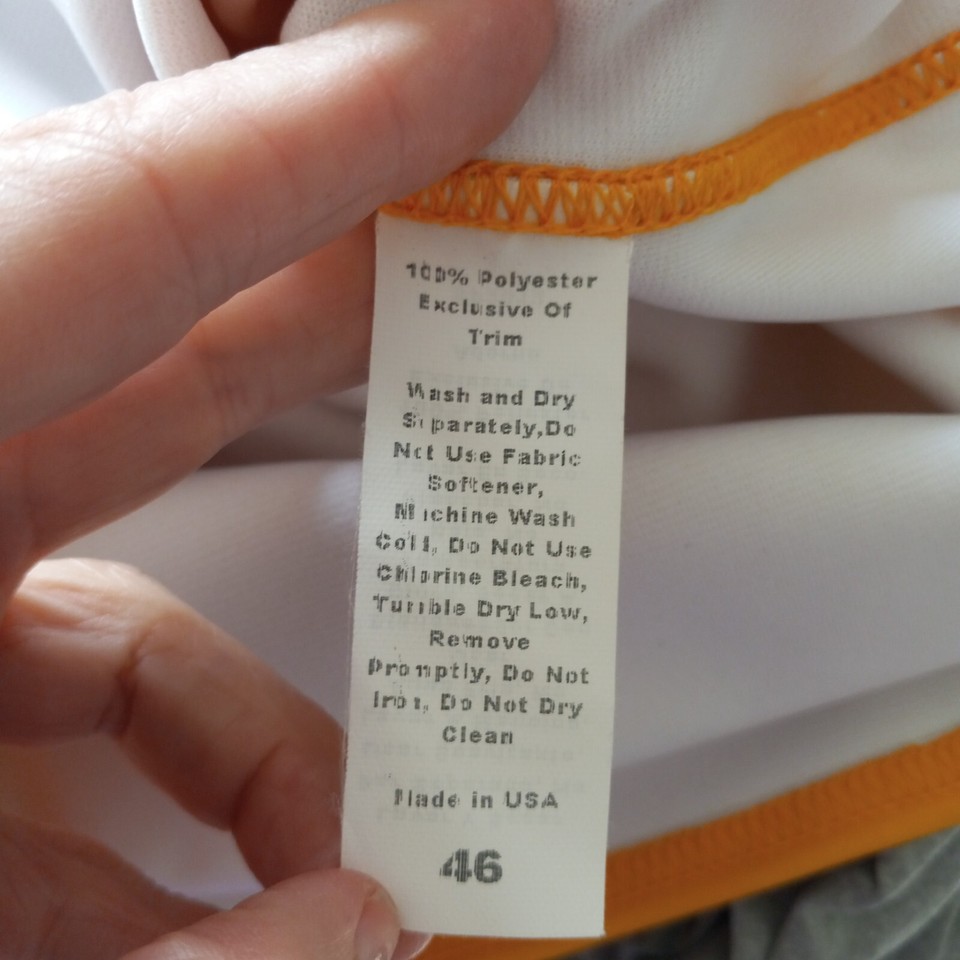 100% Polyester
Exclusive Of
Trim
Wash and Dry
Separately,Do
Not Use Fabric
Softener,
Machine Wash
Cold, Do Not Use
Chlorine Bleach,
Tumble Dry Low,
Remove
Promptly, Do Not
Iron, Do Not Dry
Clean
Made in USA
46